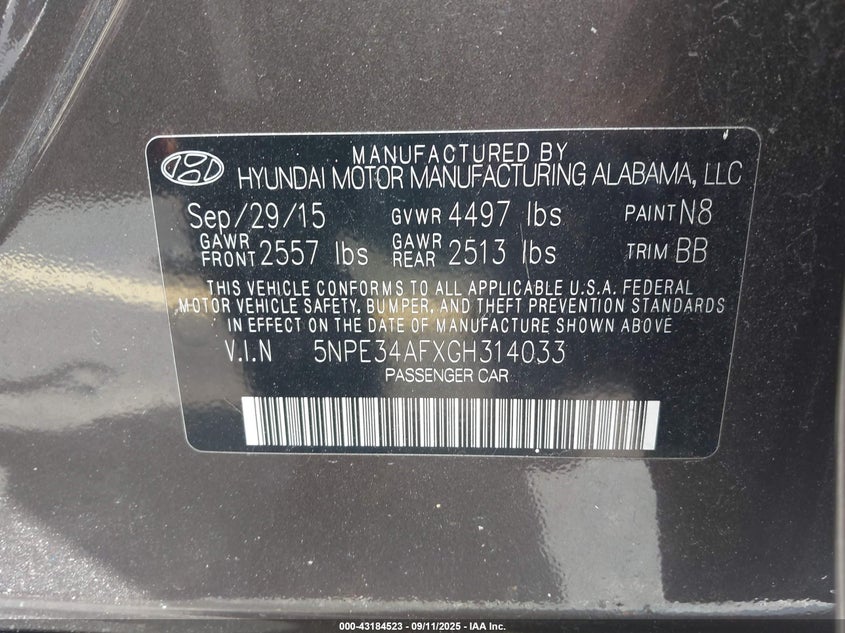 MANUFACTURED BY
HYUNDAI MOTOR MANUFACTURING ALABAMA, LLC
Sep/29/15 GVWR 4497 lbs PAINT N8
GAWR FRONT 2557 lbs GAWR REAR 2513 lbs TRIM BB
THIS VEHICLE CONFORMS TO ALL APPLICABLE U.S.A. FEDERAL
MOTOR VEHICLE SAFETY, BUMPER, AND THEFT PREVENTION STANDARDS
IN EFFECT ON THE DATE OF MANUFACTURE SHOWN ABOVE.
V.I.N 5NPE34AFXGH314033
PASSENGER CAR
000-43184523 - 09/11/2025 - IAA Inc.